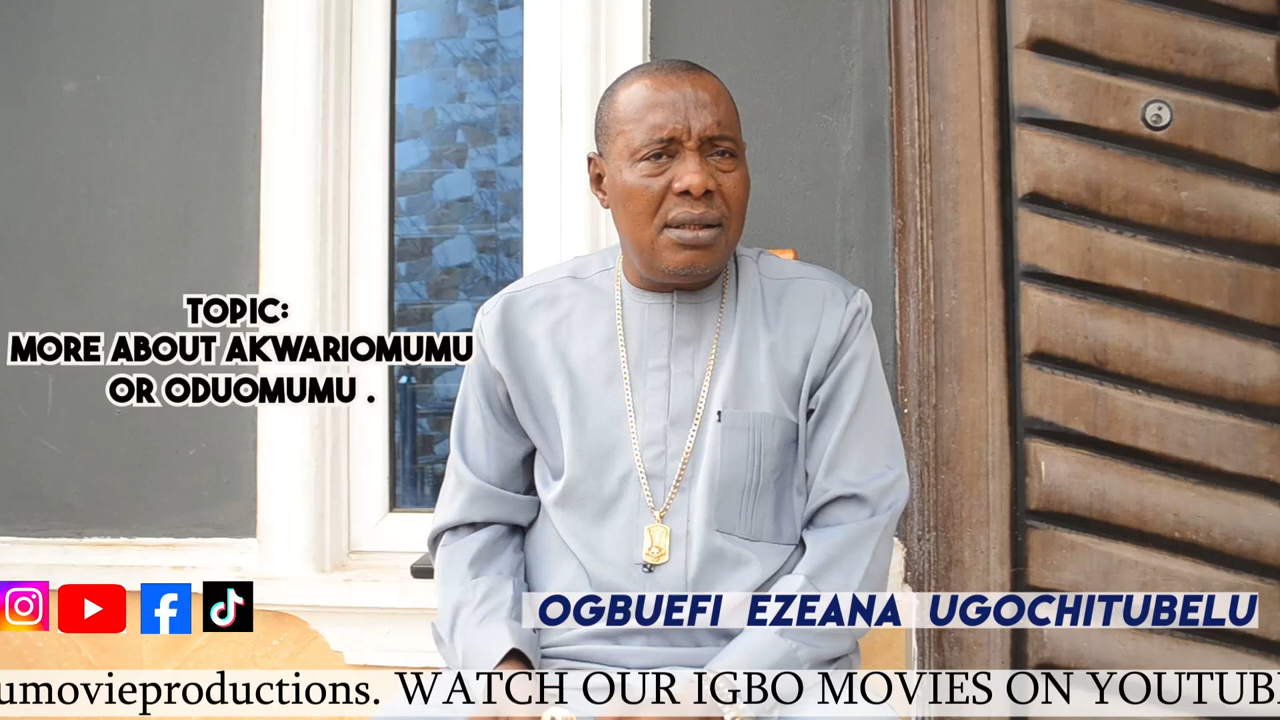 TOPIC:
MORE ABOUT AKWARIOMUMU
OR ODUOMUMU .
OGBUEFI EZEANA UGOCHITUBELU
umovieproductions. WATCH OUR IGBO MOVIES ON YOUTUB